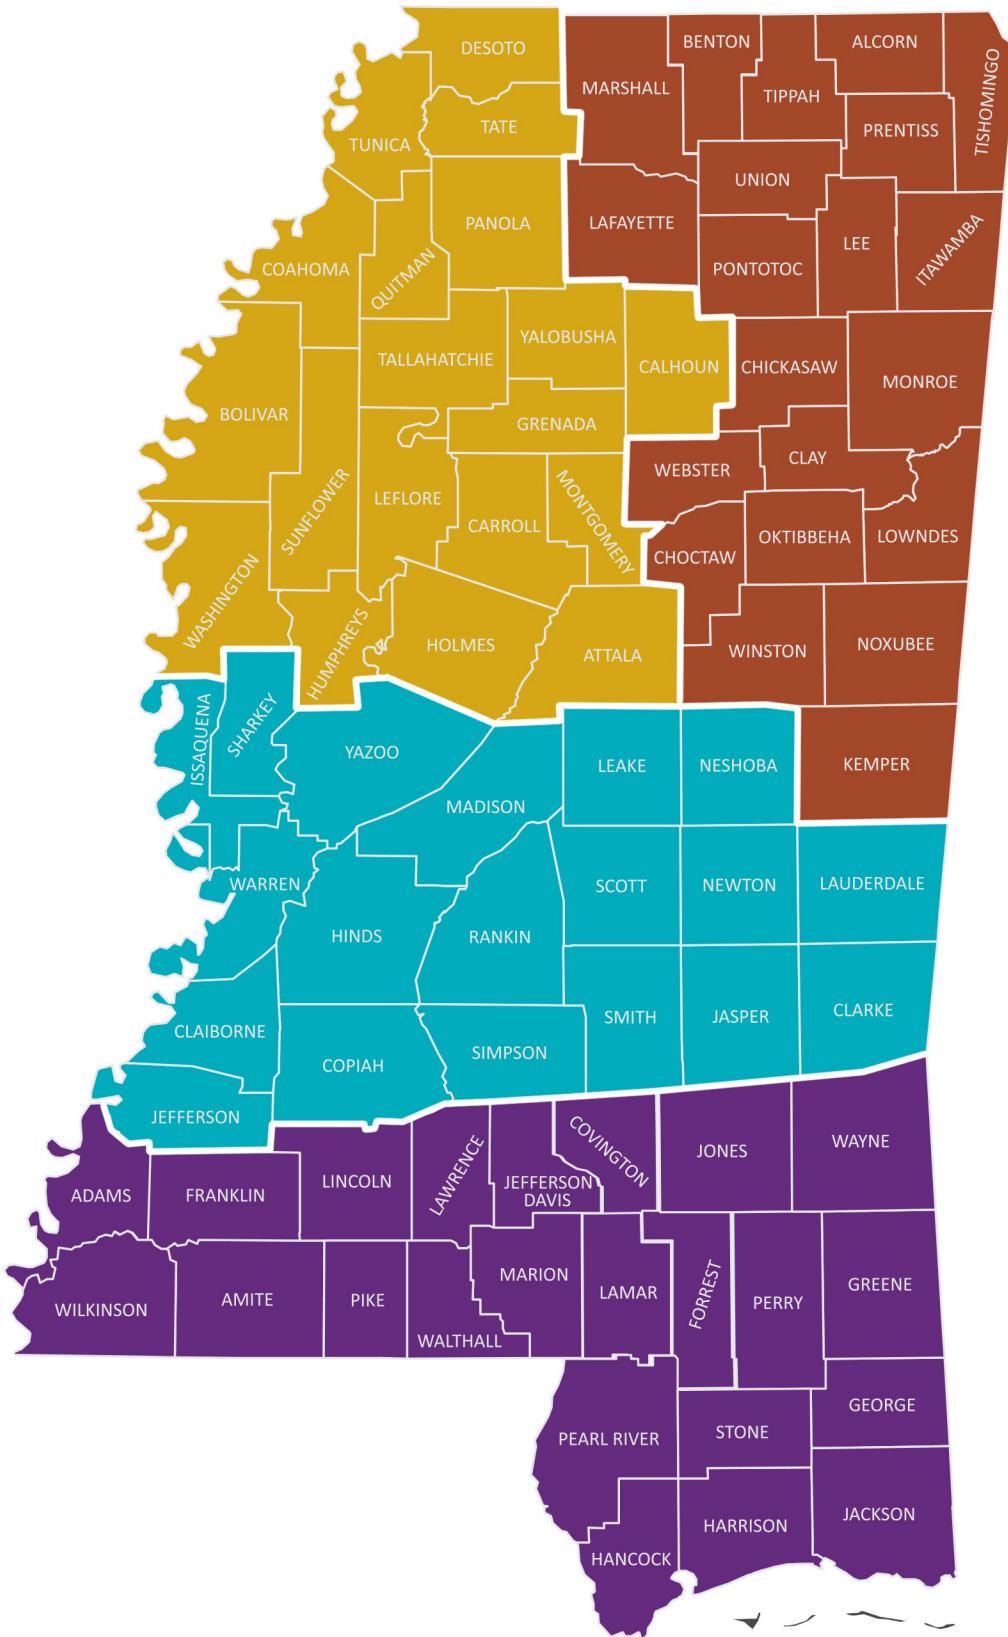 DESOTO
BENTON
ALCORN
MARSHALL
TIPPAH
TISHOMINGO
TATE
PRENTISS
TUNICA
UNION
PANOLA
LAFAYETTE
LEE
ITAWAMBA
COAHOMA
QUITMAN
PONTOTOC
YALOBUSHA
TALLAHATCHIE
CALHOUN
CHICKASAW
MONROE
BOLIVAR
GRENADA
WEBSTER
CLAY
SUNFLOWER
LEFLORE
CARROLL
MONTGOMERY
OKTIBBEHA
LOWNDES
CHOCTAW
WASHINGTON
HUMPHREYS
HOLMES
ATTALA
WINSTON
NOXUBEE
ISSAQUENA
SHARKEY
YAZOO
LEAKE
NESHOBA
KEMPER
MADISON
WARREN
SCOTT
NEWTON
LAUDERDALE
HINDS
RANKIN
CLAIBORNE
SMITH
JASPER
CLARKE
COPIAH
SIMPSON
JEFFERSON
ADAMS
FRANKLIN
LINCOLN
LAWRENCE
JEFFERSON
DAVIS
COVINGTON
JONES
WAYNE
WILKINSON
AMITE
PIKE
WALTHALL
MARION
LAMAR
FORREST
PERRY
GREENE
PEARL RIVER
STONE
GEORGE
HANCOCK
HARRISON
JACKSON